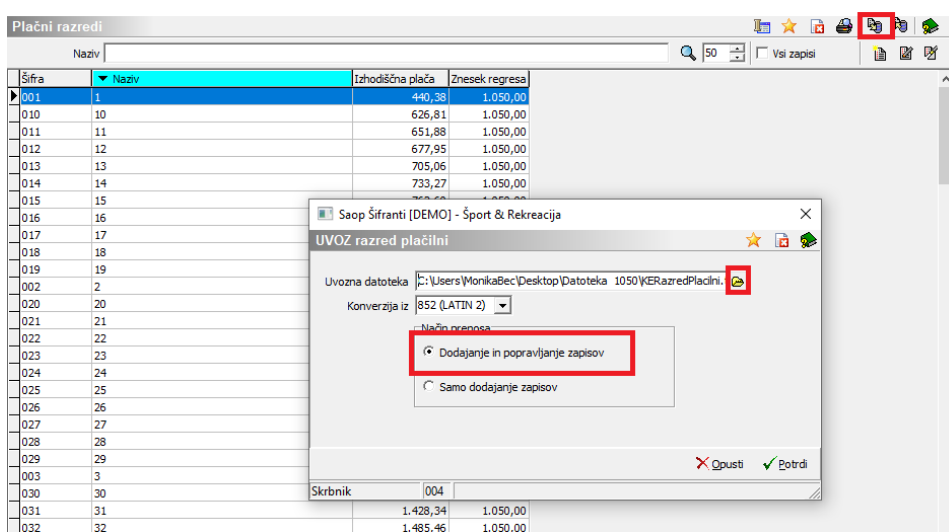 Plačni razredi
Naziv 50 Vsi zapisi
Šifra Naziv Izhodiščna plača Znesek regresa
001 1 440,38 1.050,00
010 10 626,81 1.050,00
011 11 651,88 1.050,00
012 12 677,95 1.050,00
013 13 705,06 1.050,00
014 14 733,27 1.050,00
015 15
016 16
017 17
018 18
019 19
002 2
020 20
021 21
022 22
023 23
024 24
025 25
026 26
027 27
028 28
029 29
003 3
030 30
031 31 1.428,34 1.050,00
032 32 1.485,46 1.050,00
Saop Šifranti [DEMO] - Šport & Rekreacija
UVOZ razred plačilni
Uvozna datoteka C:\Users\MonikaBec\Desktop\Datoteka 1050\KERazredPlacilni.
Konverzija iz 852 (LATIN 2)
Način prenosa
Dodajanje in popravljanje zapisov
Samo dodajanje zapisov
Opusti Potrdi
Skrbnik 004